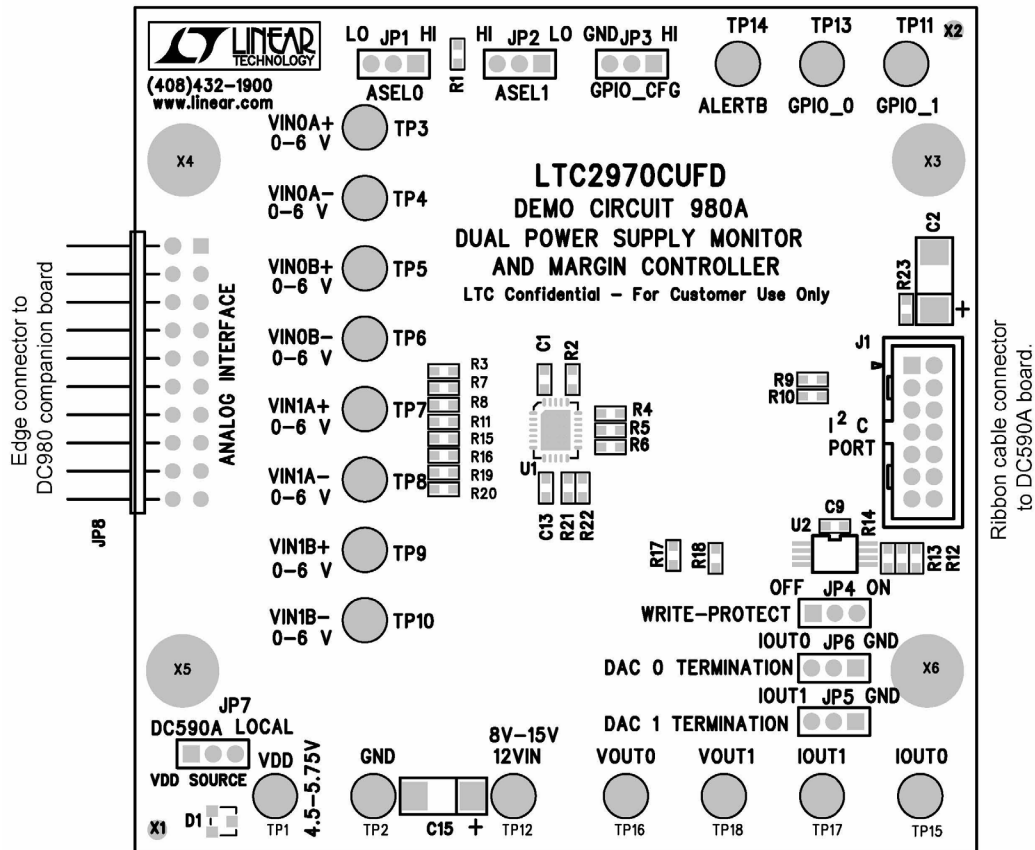 LINEAR
TECHNOLOGY
(408)432-1900
www.linear.com
LO JP1 HI
ASEL0
R1
HI JP2 LO
ASEL1
GND JP3 HI
GPIO_CFG
TP14
ALERTB
TP13
GPIO_0
TP11
GPIO_1
X2
X4
X3
VIN0A+
0-6 V
TP3
VIN0A-
0-6 V
TP4
VIN0B+
0-6 V
TP5
VIN0B-
0-6 V
TP6
VIN1A+
0-6 V
TP7
VIN1A-
0-6 V
TP8
VIN1B+
0-6 V
TP9
VIN1B-
0-6 V
TP10
LTC2970CUFD
DEMO CIRCUIT 980A
DUAL POWER SUPPLY MONITOR
AND MARGIN CONTROLLER
LTC Confidential - For Customer Use Only
Edge connector to
DC980 companion board
JP8
ANALOG INTERFACE
R3
R7
R8
R11
R15
R16
R19
R20
C1
R2
R4
R5
R6
U1
C13
R21
R22
C2
R23
+
J1
R9
R10
I2 C
PORT
Ribbon cable connector
to DC590A board.
C9
U2
R14
R13
R12
R17
R18
OFF JP4 ON
WRITE-PROTECT
IOUT0 JP6 GND
DAC 0 TERMINATION
IOUT1 JP5 GND
DAC 1 TERMINATION
X5
X6
JP7
DC590A LOCAL
VDD SOURCE
D1
X1
VDD
4.5-5.75V
TP1
GND
TP2
C15 +
8V-15V
12VIN
TP12
VOUT0
TP16
VOUT1
TP18
IOUT1
TP17
IOUT0
TP15